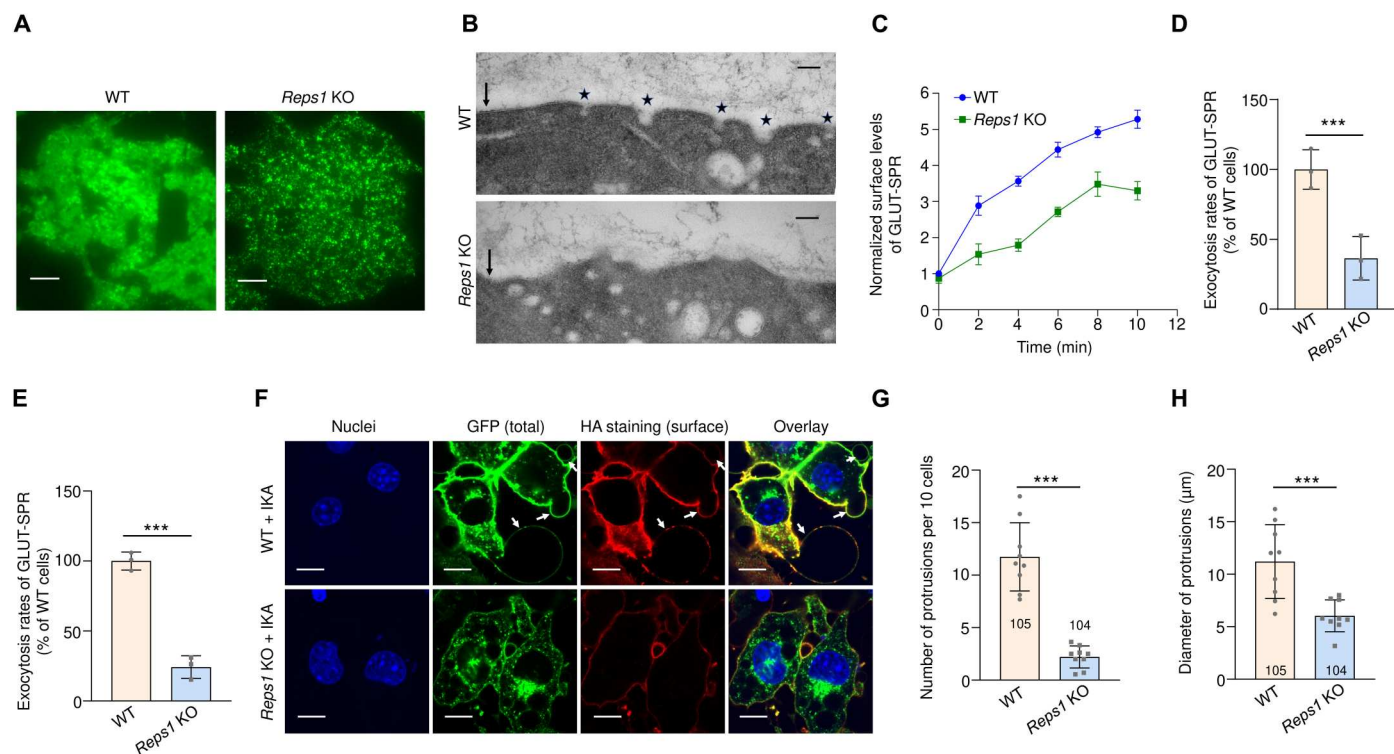 A
WT
Reps1 KO
B
WT
Reps1 KO
C
Normalized surface levels
of GLUT-SPR
WT
Reps1 KO
6
5
4
3
2
1
0
0 2 4 6 8 10 12
Time (min)
D
Exocytosis rates of GLUT-SPR
(% of WT cells)
150
100
50
0
***
WT
Reps1 KO
E
Exocytosis rates of GLUT-SPR
(% of WT cells)
150
100
50
0
***
WT
Reps1 KO
F
Nuclei GFP (total) HA staining (surface) Overlay
WT + IKA
Reps1 KO + IKA
G
Number of protrusions per 10 cells
20
15
10
5
0
***
105
104
WT
Reps1 KO
H
Diameter of protrusions (µm)
20
15
10
5
0
***
105
104
WT
Reps1 KO